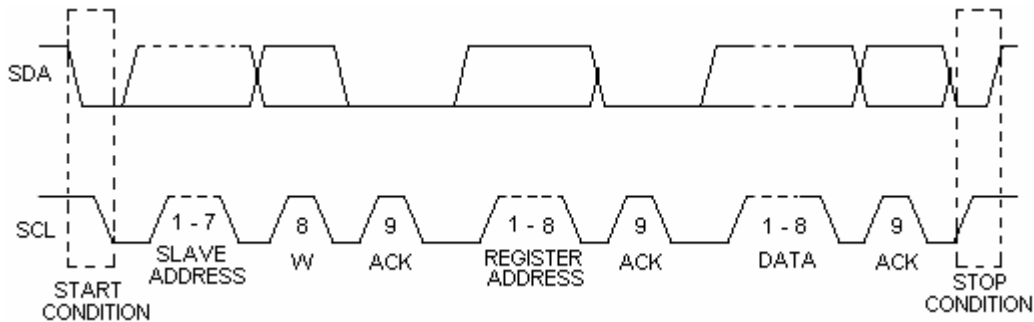 SDA
SCL
1 - 7
8
9
1 - 8
9
1 - 8
9
SLAVE
ADDRESS
W
ACK
REGISTER
ADDRESS
ACK
DATA
ACK
START
CONDITION
STOP
CONDITION